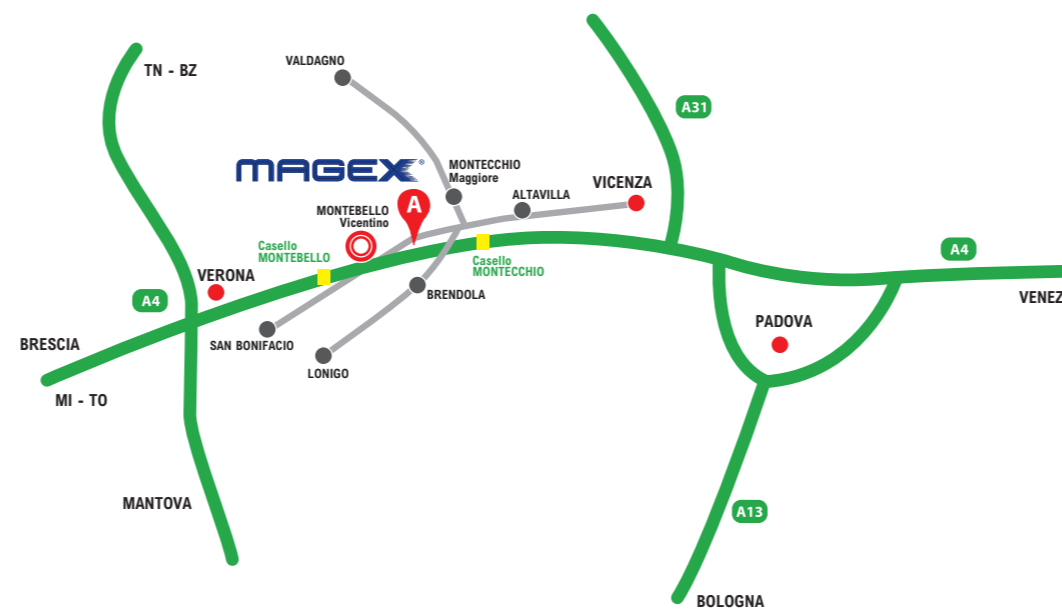 TN - BZ
VALDAGNO
A31
MAGEX®
MONTECCHIO
Maggiore
VICENZA
ALTAVILLA
A
MONTEBELLO
Vicentino
Casello
MONTEBELLO
Casello
MONTECCHIO
A4
VERONA
A4
BRENDOLA
VENEZ
PADOVA
BRESCIA
SAN BONIFACIO
LONIGO
MI - TO
MANTOVA
A13
BOLOGNA